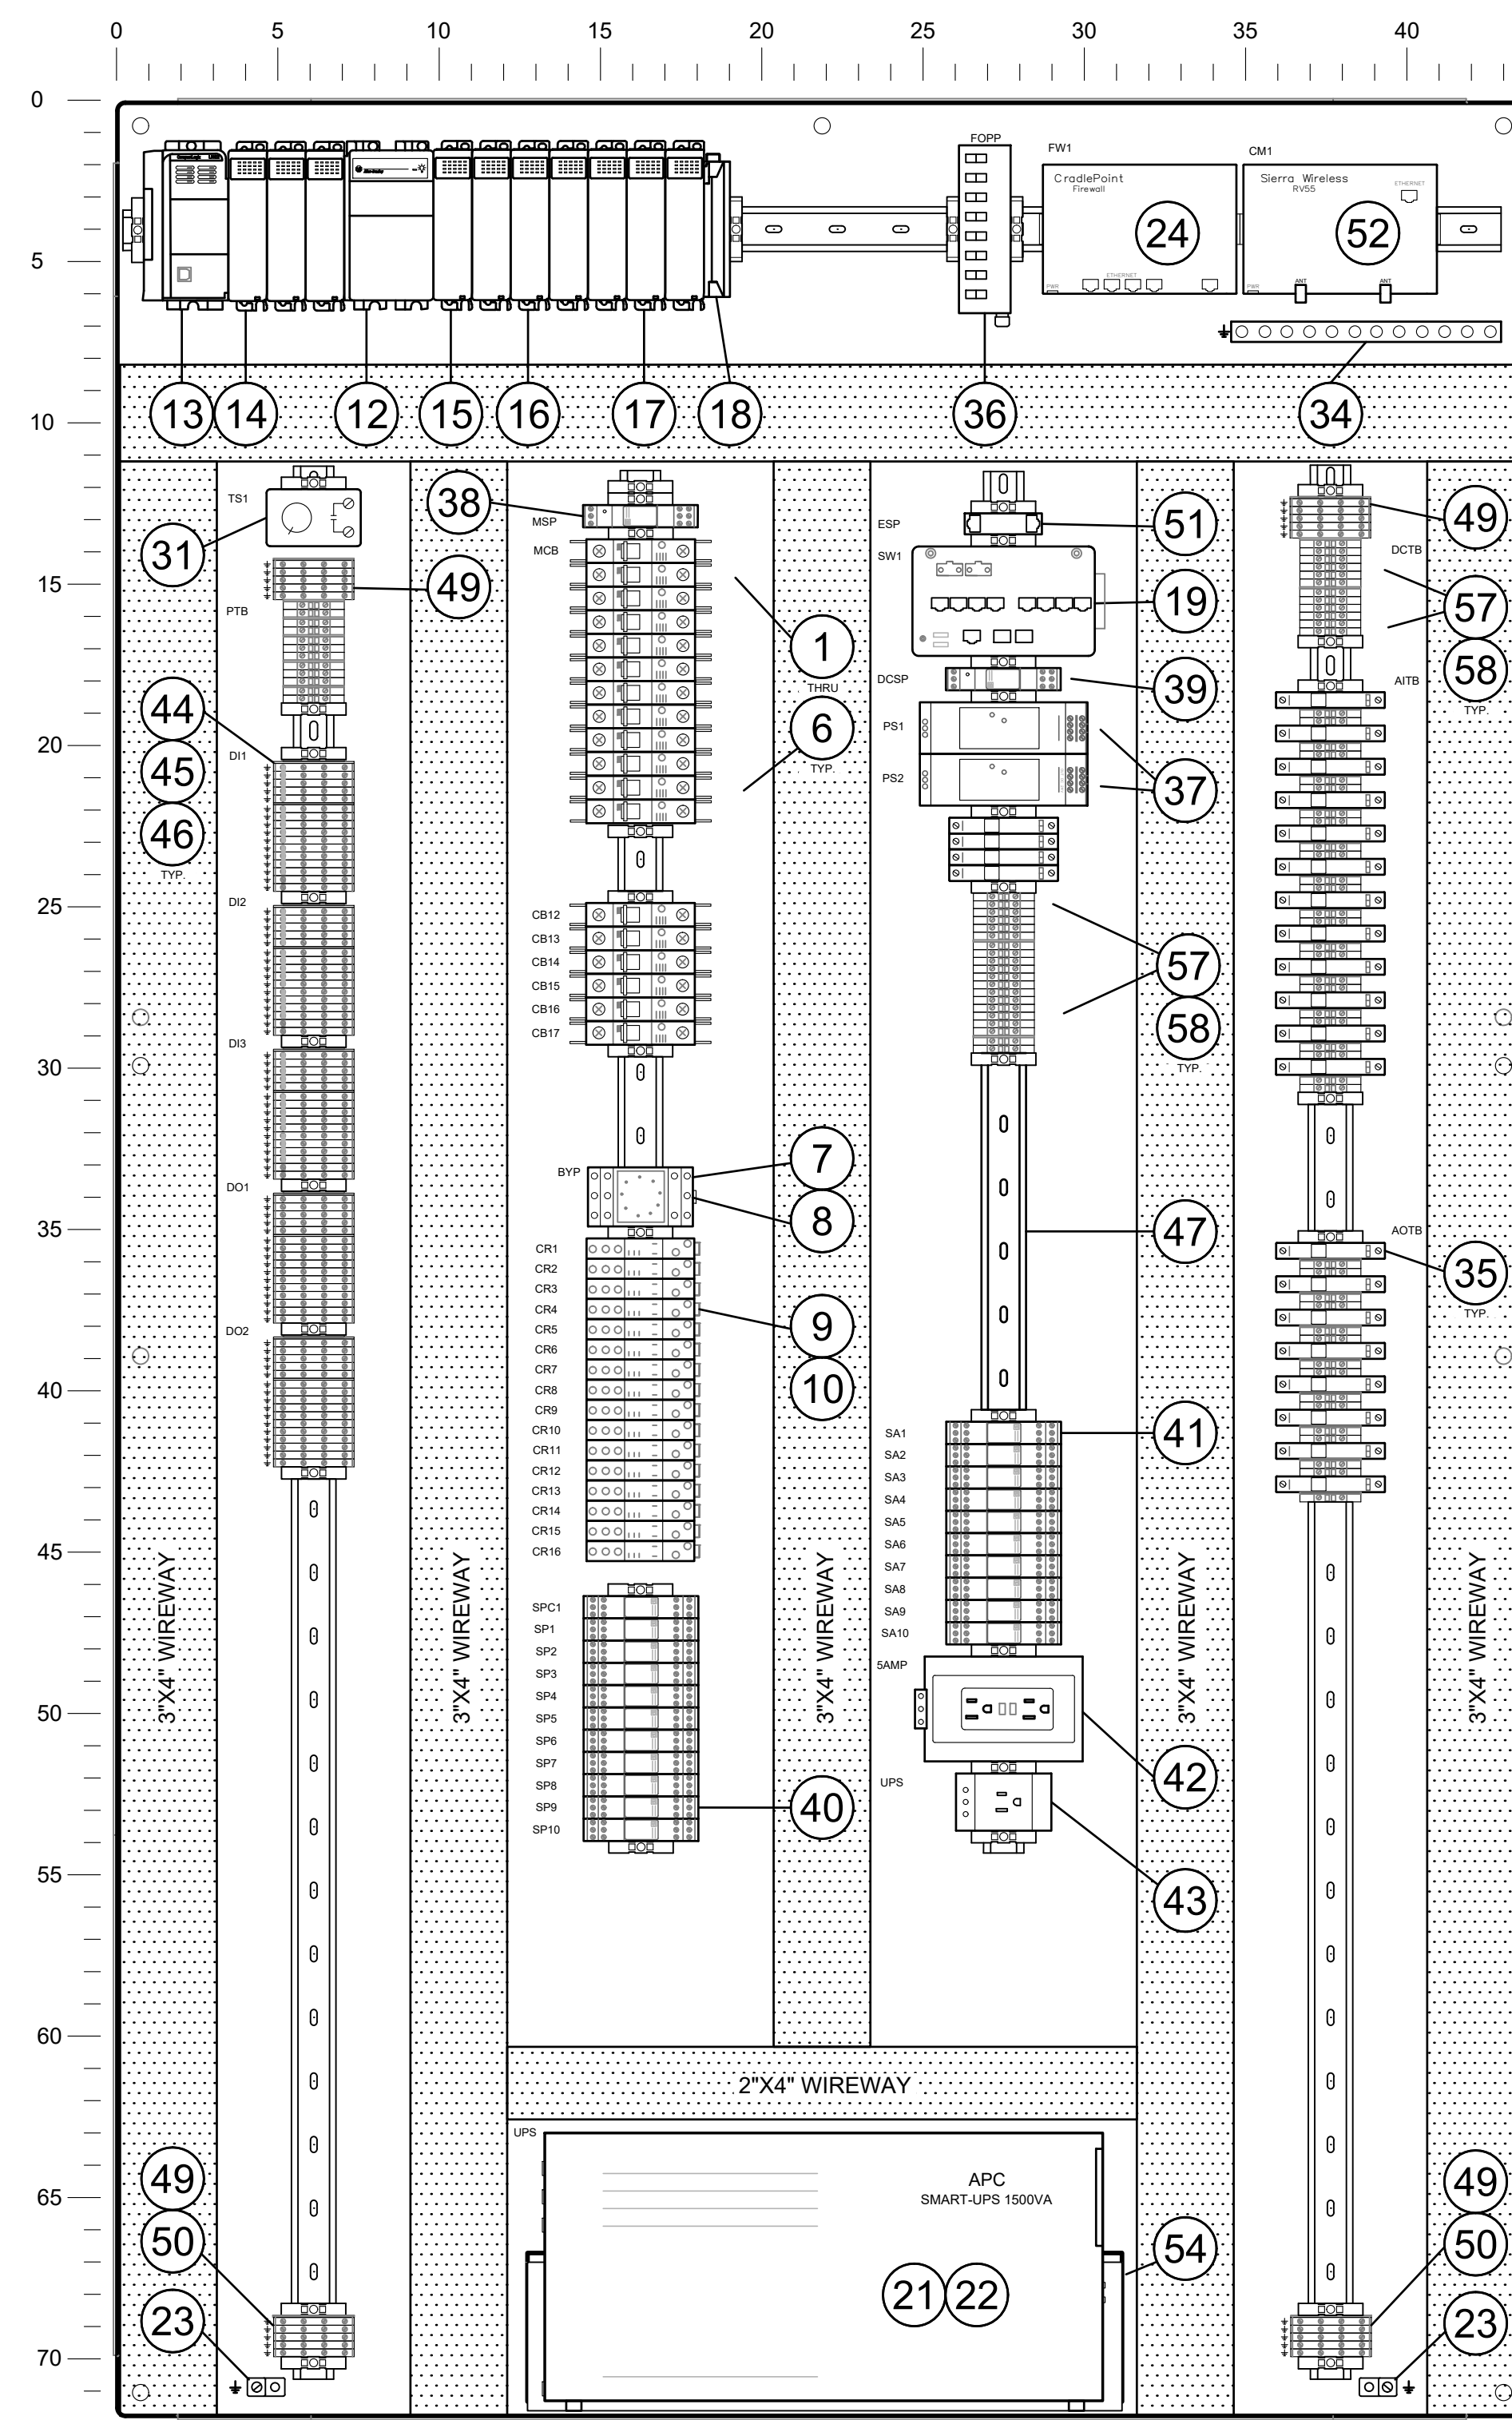 0 5 10 15 20 25 30 35 40
0
5
10
15
20
25
30
35
40
45
50
55
60
65
70
FOPP
FW1
CradlePoint
Firewall
24
ETHERNET
PWR
CM1
Sierra Wireless
RV55
ETHERNET
52
PWR
ANT
ANT
13 14 12 15 16 17 18 36 34
TS1
31
49
PTB
44
45
46
TYP.
DI1
DI2
DI3
DO1
DO2
3"X4" WIREWAY
49
50
23
38
MSP
MCB
1
THRU
6
TYP.
CB12
CB13
CB14
CB15
CB16
CB17
BYP
7
8
CR1
CR2
CR3
CR4
CR5
CR6
CR7
CR8
CR9
CR10
CR11
CR12
CR13
CR14
CR15
CR16
9
10
3"X4" WIREWAY
3"X4" WIREWAY
SPC1
SP1
SP2
SP3
SP4
SP5
SP6
SP7
SP8
SP9
SP10
40
ESP
51
SW1
19
DCSP
39
PS1
PS2
37
57
58
TYP.
47
SA1
SA2
SA3
SA4
SA5
SA6
SA7
SA8
SA9
SA10
41
5AMP
42
UPS
43
3"X4" WIREWAY
49
DCTB
57
58
TYP.
AITB
AOTB
35
TYP.
3"X4" WIREWAY
49
50
23
2"X4" WIREWAY
UPS
APC
SMART-UPS 1500VA
21 22
54